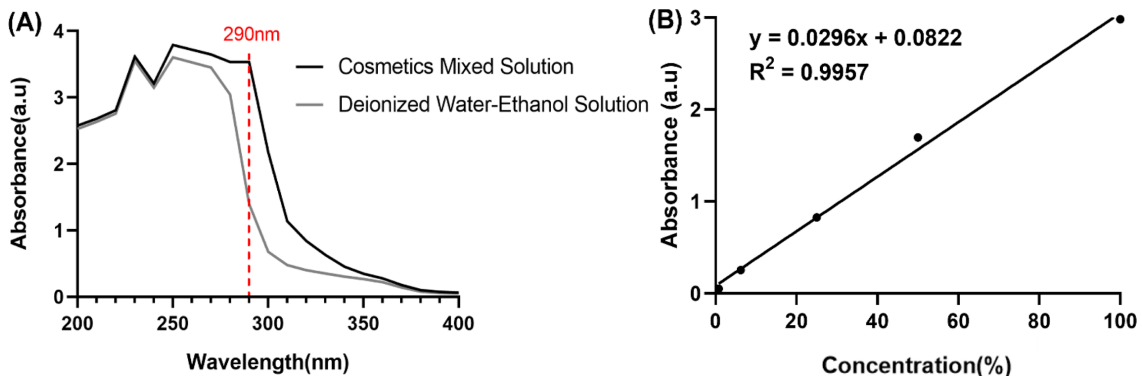 (A)
4
3
2
1
0
Absorbance(a.u)
290nm
Cosmetics Mixed Solution
Deionized Water-Ethanol Solution
200
250
300
350
400
Wavelength(nm)
(B)
3
2
1
0
Absorbance (a.u)
y = 0.0296x + 0.0822
R² = 0.9957
0
20
40
60
80
100
Concentration(%)